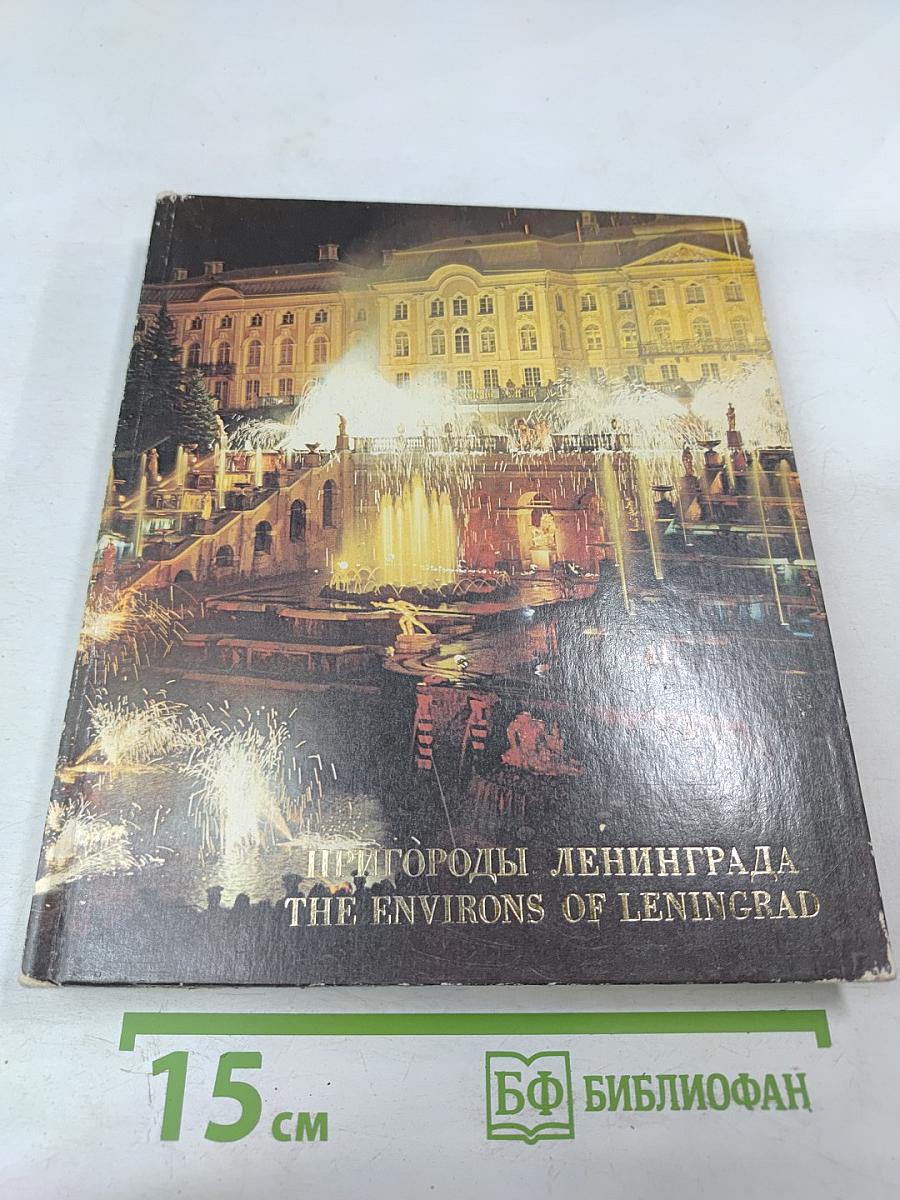 ПРИГОРОДЫ ЛЕНИНГРАДА
THE ENVIRONS OF LENINGRAD
15 см
БФ БИБЛИОФАН